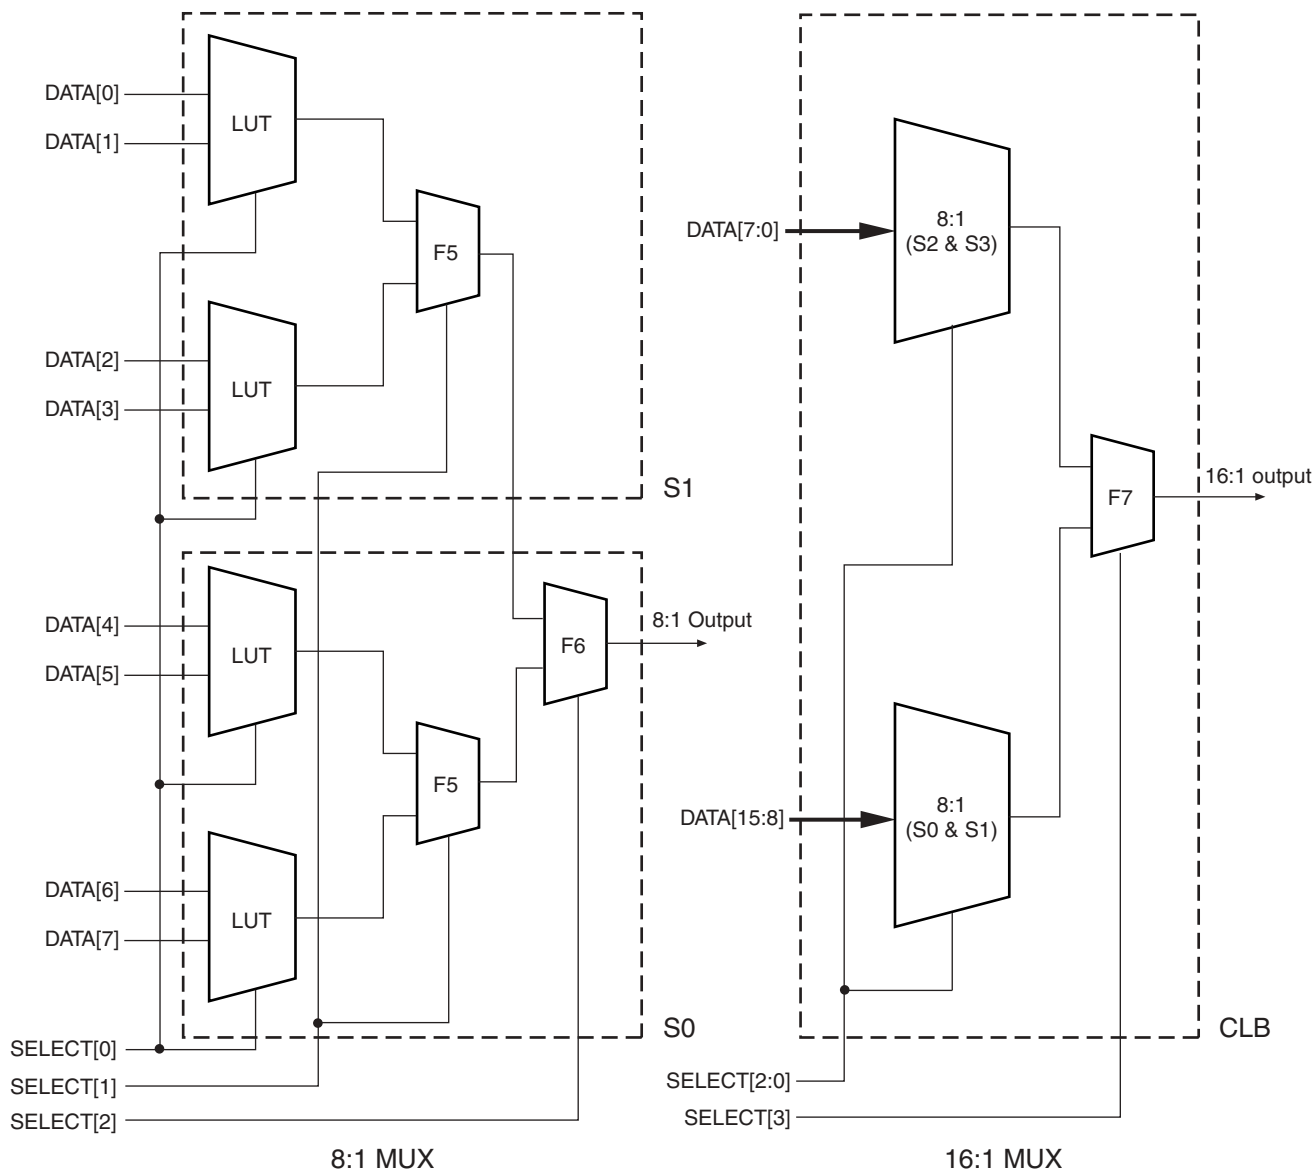 DATA[0]
DATA[1]
LUT
F5
DATA[2]
DATA[3]
LUT
S1
DATA[4]
DATA[5]
LUT
F6
8:1 Output
F5
DATA[6]
DATA[7]
LUT
S0
SELECT[0]
SELECT[1]
SELECT[2]
8:1 MUX
DATA[7:0]
8:1
(S2 & S3)
F7
16:1 output
DATA[15:8]
8:1
(S0 & S1)
CLB
SELECT[2:0]
SELECT[3]
16:1 MUX